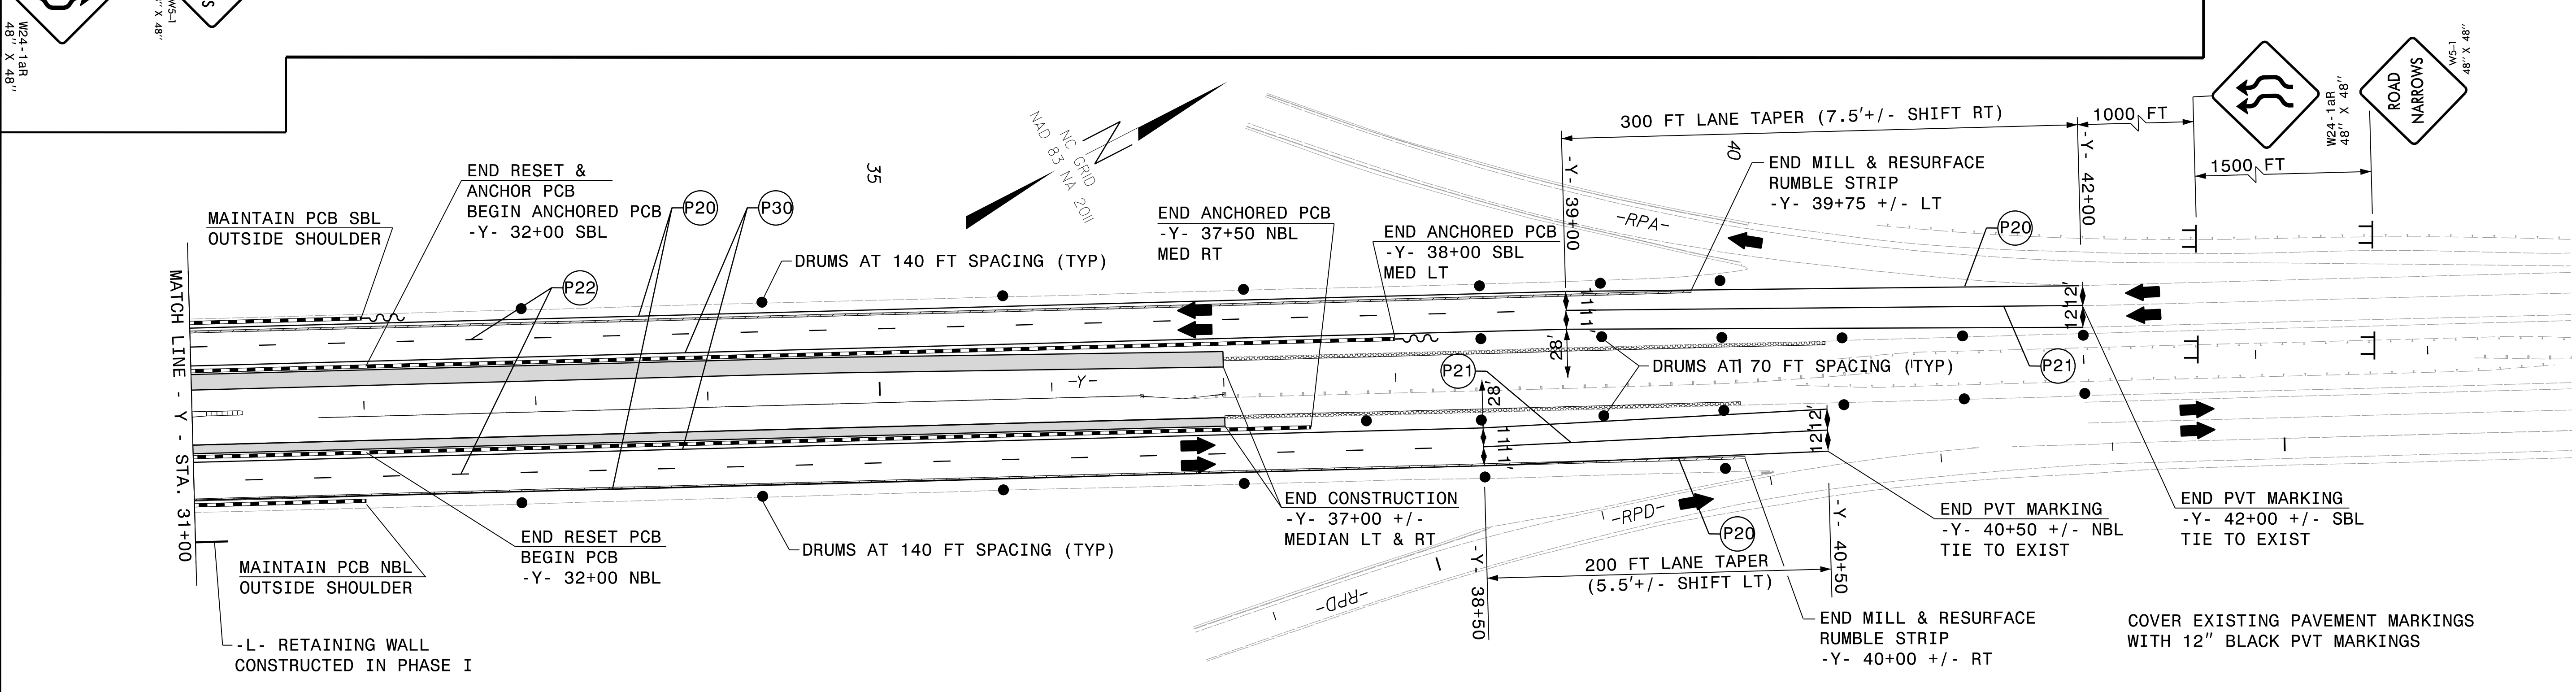 W24-1aR
48" X 48"
W5-1
48" X 48"
S
W24-1aR
48" X 48"
ROAD
NARROWS
W5-1
48" X 48"
300 FT LANE TAPER (7.5'+/- SHIFT RT)
1000 FT
1500 FT
-Y- 39+00
-Y- 42+00
40
35
NC GRID
NAD 83 NA 2011
N
END MILL & RESURFACE
RUMBLE STRIP
-Y- 39+75 +/- LT
END RESET &
ANCHOR PCB
BEGIN ANCHORED PCB
-Y- 32+00 SBL
P20
P30
MAINTAIN PCB SBL
OUTSIDE SHOULDER
END ANCHORED PCB
-Y- 37+50 NBL
MED RT
END ANCHORED PCB
-Y- 38+00 SBL
MED LT
-RPA-
P20
DRUMS AT 140 FT SPACING (TYP)
P22
MATCH LINE - Y - STA. 31+00
11'
11'
28'
12'
12'
P21
DRUMS AT 70 FT SPACING (TYP)
P21
-Y-
28'
11'
11'
12'
12'
END CONSTRUCTION
-Y- 37+00 +/-
MEDIAN LT & RT
-RPD-
P20
END PVT MARKING
-Y- 40+50 +/- NBL
TIE TO EXIST
END PVT MARKING
-Y- 42+00 +/- SBL
TIE TO EXIST
END RESET PCB
BEGIN PCB
-Y- 32+00 NBL
DRUMS AT 140 FT SPACING (TYP)
MAINTAIN PCB NBL
OUTSIDE SHOULDER
200 FT LANE TAPER
(5.5'+/- SHIFT LT)
-Y- 38+50
-Y- 40+50
-RPD-
END MILL & RESURFACE
RUMBLE STRIP
-Y- 40+00 +/- RT
COVER EXISTING PAVEMENT MARKINGS
WITH 12" BLACK PVT MARKINGS
-L- RETAINING WALL
CONSTRUCTED IN PHASE I